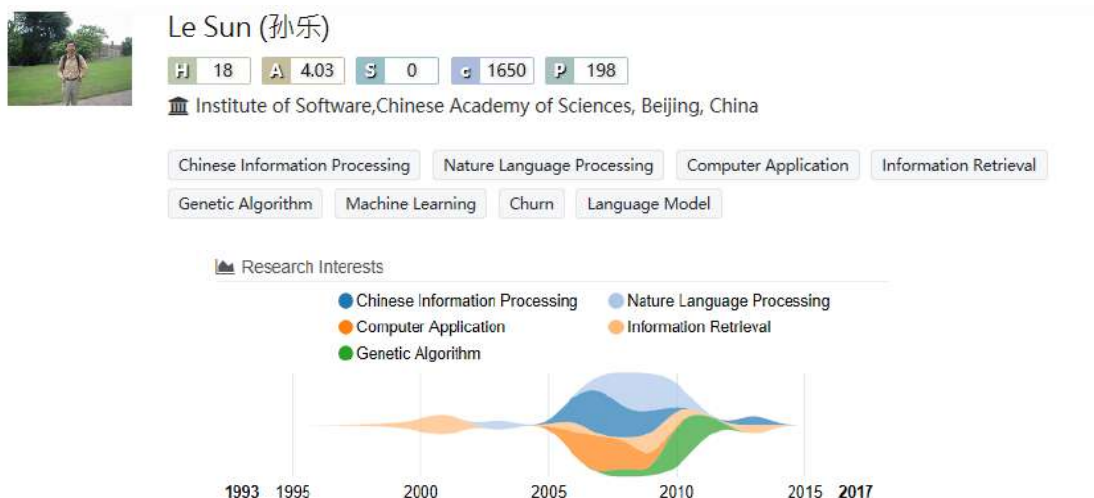 Le Sun (孙乐)
H 18 A 4.03 S 0 c 1650 P 198
Institute of Software,Chinese Academy of Sciences, Beijing, China
Chinese Information Processing Nature Language Processing Computer Application Information Retrieval
Genetic Algorithm Machine Learning Churn Language Model
Research Interests
Chinese Information Processing Nature Language Processing
Computer Application Information Retrieval
Genetic Algorithm
1993 1995 2000 2005 2010 2015 2017